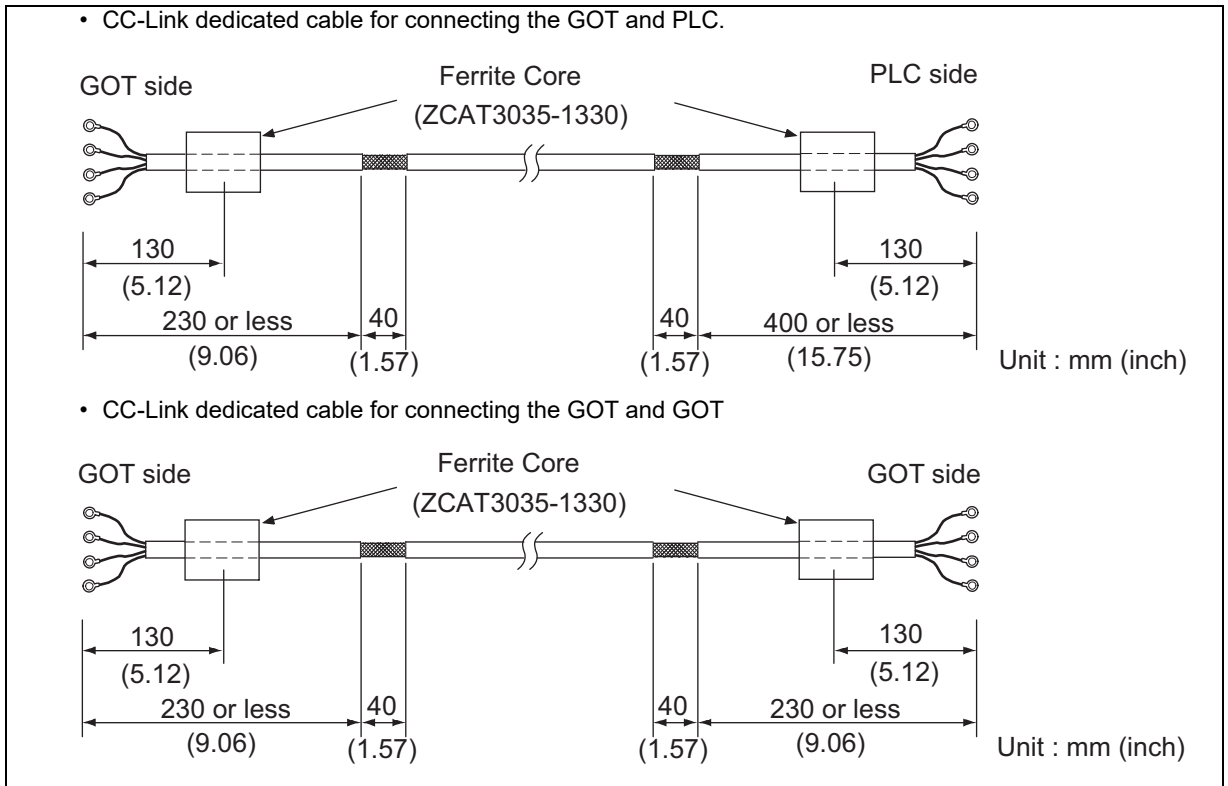 • CC-Link dedicated cable for connecting the GOT and PLC.
GOT side
Ferrite Core
(ZCAT3035-1330)
PLC side
130
(5.12)
130
(5.12)
230 or less
(9.06)
40
(1.57)
40
(1.57)
400 or less
(15.75)
Unit : mm (inch)
• CC-Link dedicated cable for connecting the GOT and GOT
GOT side
Ferrite Core
(ZCAT3035-1330)
GOT side
130
(5.12)
130
(5.12)
230 or less
(9.06)
40
(1.57)
40
(1.57)
230 or less
(9.06)
Unit : mm (inch)